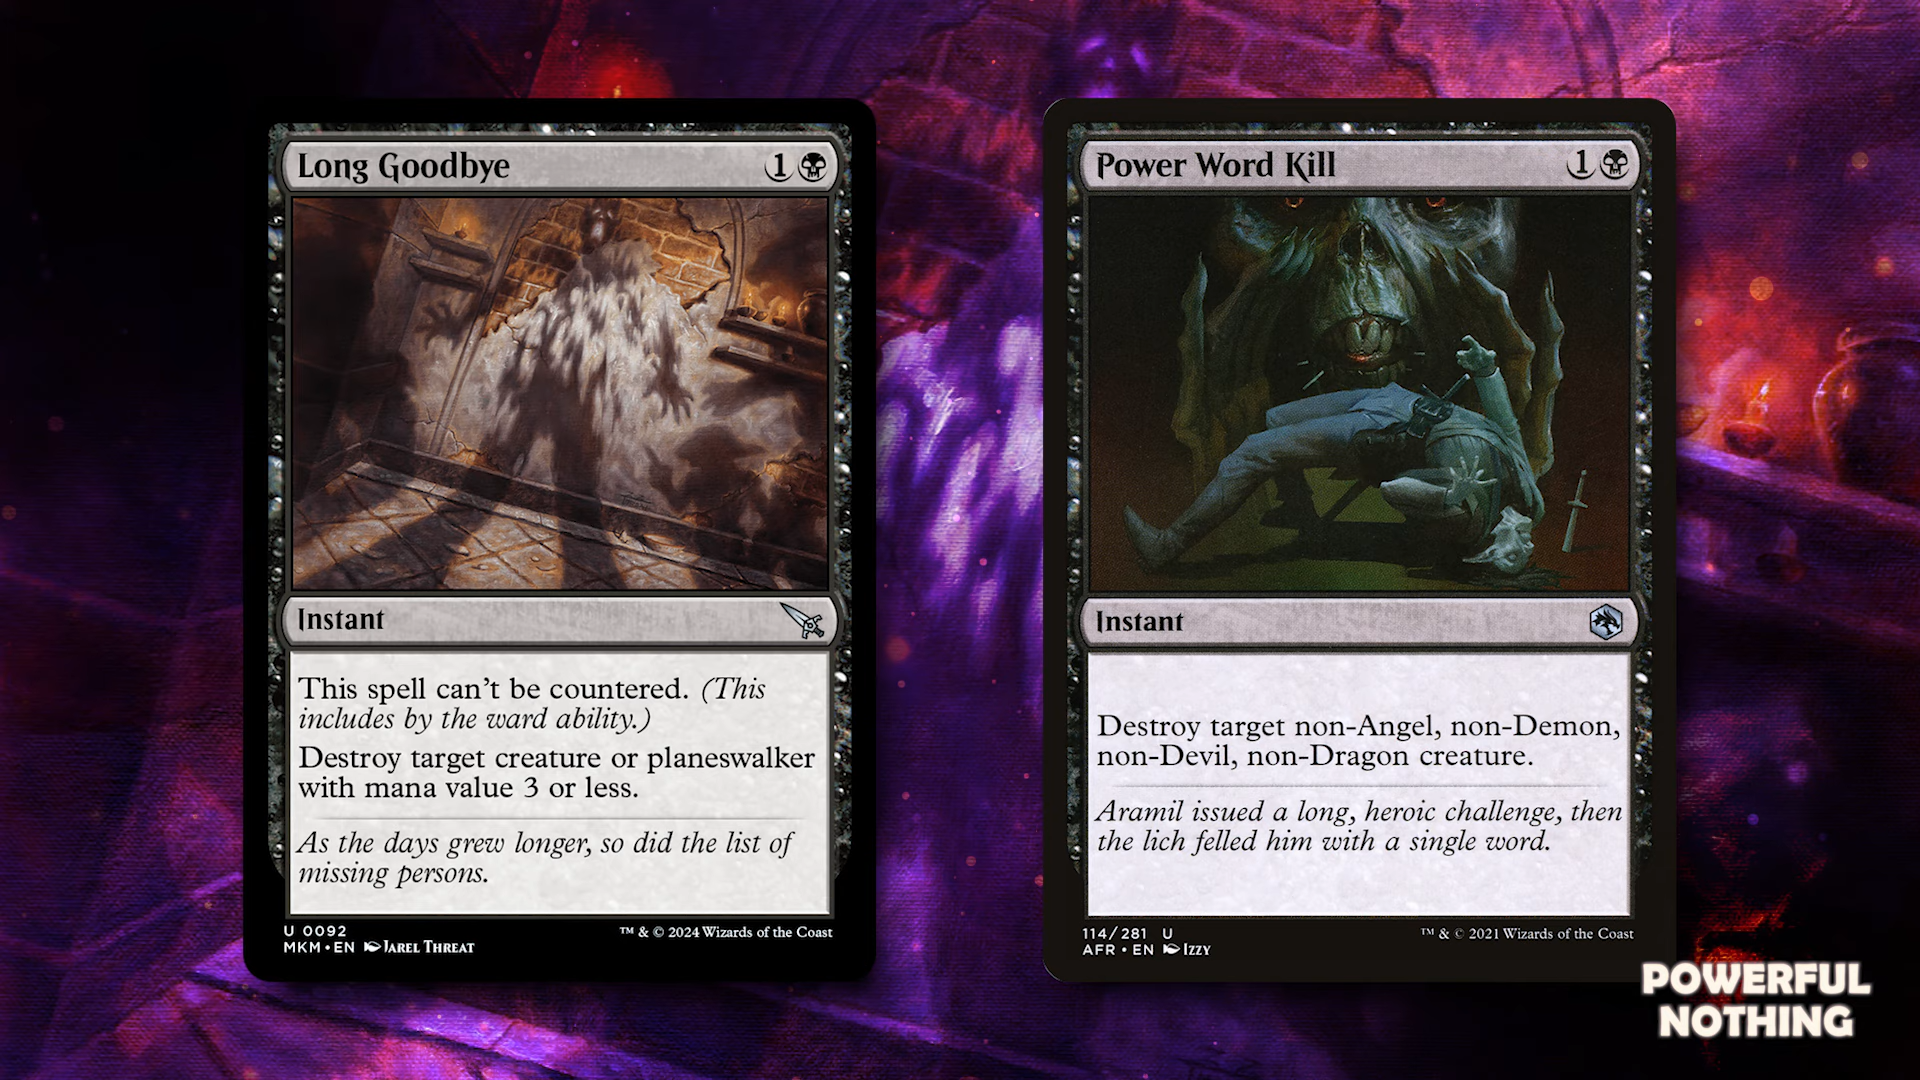 Long Goodbye 1
Instant
This spell can't be countered. (This
includes by the ward ability.)
Destroy target creature or planeswalker
with mana value 3 or less.
As the days grew longer, so did the list of
missing persons.
U 0092
MKM • EN JAREL THREAT
™ & © 2024 Wizards of the Coast
Power Word Kill 1
Instant
Destroy target non-Angel, non-Demon,
non-Devil, non-Dragon creature.
Aramil issued a long, heroic challenge, then
the lich felled him with a single word.
114/281 U
AFR • EN IZZY
™ & © 2021 Wizards of the Coast
POWERFUL
NOTHING